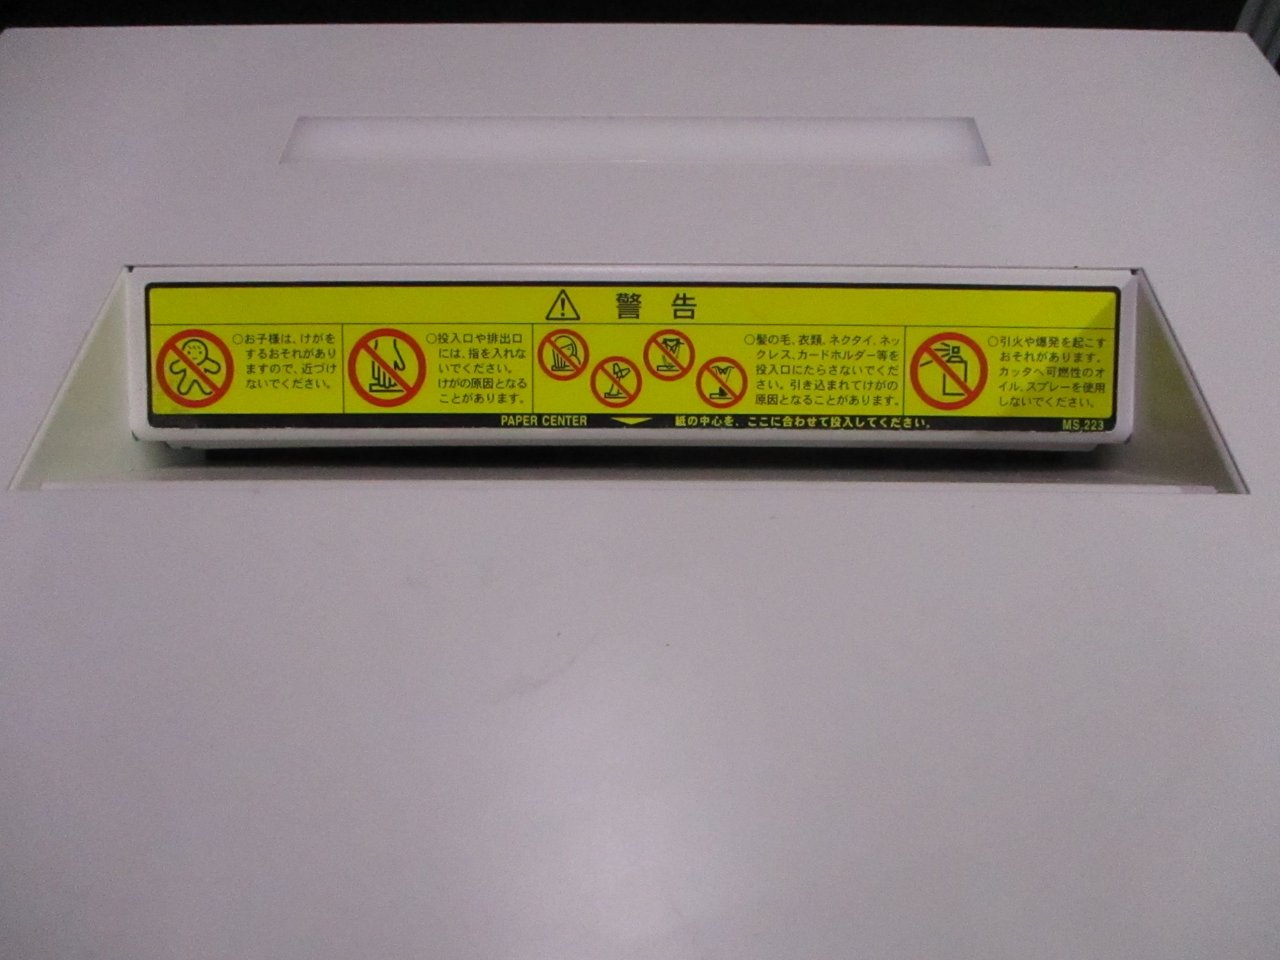 警告
○お子様は、けがを
するおそれがあり
ますので、近づけ
ないでください。
○投入口や排出口
には、指を入れな
いでください。
けがの原因となる
ことがあります。
○髪の毛、衣類、ネクタイ、ネッ
クレス、カードホルダー等を
投入口にたらさないでくだ
さい。引き込まれてけがの
原因となることがあります。
○引火や爆発を起こす
おそれがあります。
カッタへ可燃性のオ
イル、スプレーを使用
しないでください。
PAPER CENTER 紙の中心を、ここに合わせて投入してください。 MS.223